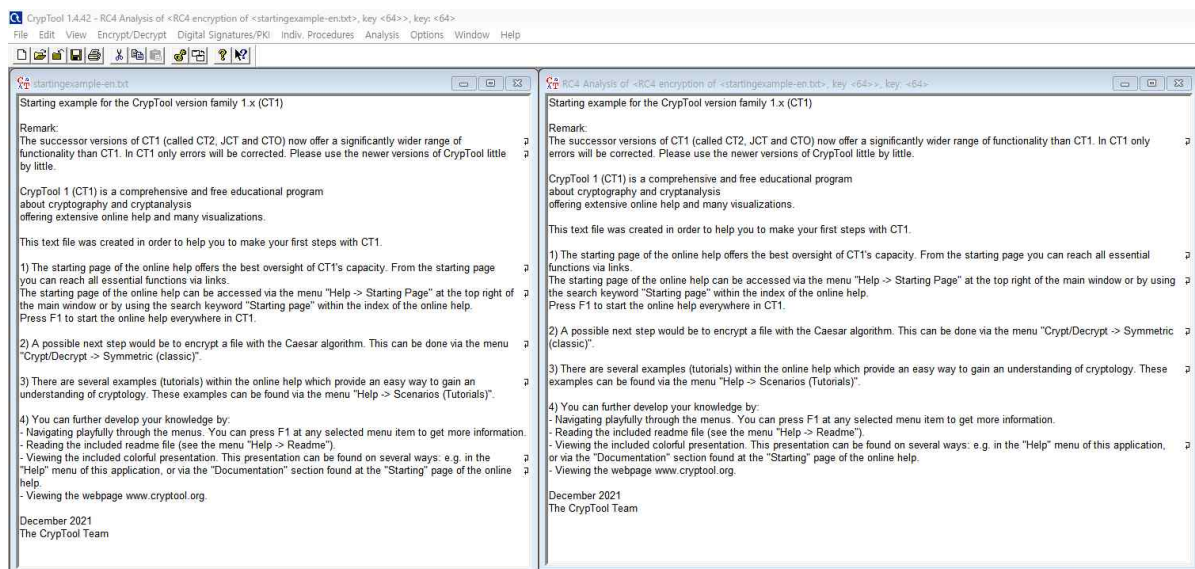 CrypTool 1.4.42 - RC4 Analysis of <RC4 encryption of <startingexample-en.txt>, key <64>>, key: <64>
File Edit View Encrypt/Decrypt Digital Signatures/PKI Indiv. Procedures Analysis Options Window Help
startingexample-en.txt
Starting example for the CrypTool version family 1.x (CT1)
Remark:
The successor versions of CT1 (called CT2, JCT and CTO) now offer a significantly wider range of
functionality than CT1. In CT1 only errors will be corrected. Please use the newer versions of CrypTool little
by little.
CrypTool 1 (CT1) is a comprehensive and free educational program
about cryptography and cryptanalysis
offering extensive online help and many visualizations.
This text file was created in order to help you to make your first steps with CT1.
1) The starting page of the online help offers the best oversight of CT1's capacity. From the starting page
you can reach all essential functions via links.
The starting page of the online help can be accessed via the menu "Help -> Starting Page" at the top right of
the main window or by using the search keyword "Starting page" within the index of the online help.
Press F1 to start the online help everywhere in CT1.
2) A possible next step would be to encrypt a file with the Caesar algorithm. This can be done via the menu
"Crypt/Decrypt -> Symmetric (classic)".
3) There are several examples (tutorials) within the online help which provide an easy way to gain an
understanding of cryptology. These examples can be found via the menu "Help -> Scenarios (Tutorials)".
4) You can further develop your knowledge by:
- Navigating playfully through the menus. You can press F1 at any selected menu item to get more information.
- Reading the included readme file (see the menu "Help -> Readme").
- Viewing the included colorful presentation. This presentation can be found on several ways: e.g. in the
"Help" menu of this application, or via the "Documentation" section found at the "Starting" page of the online
help.
- Viewing the webpage www.cryptool.org.
December 2021
The CrypTool Team
RC4 Analysis of <RC4 encryption of <startingexample-en.txt>, key <64>>, key: <64>
Starting example for the CrypTool version family 1.x (CT1)
Remark:
The successor versions of CT1 (called CT2, JCT and CTO) now offer a significantly wider range of functionality than CT1. In CT1 only
errors will be corrected. Please use the newer versions of CrypTool little by little.
CrypTool 1 (CT1) is a comprehensive and free educational program
about cryptography and cryptanalysis
offering extensive online help and many visualizations.
This text file was created in order to help you to make your first steps with CT1.
1) The starting page of the online help offers the best oversight of CT1's capacity. From the starting page you can reach all essential
functions via links.
The starting page of the online help can be accessed via the menu "Help -> Starting Page" at the top right of the main window or by using
the search keyword "Starting page" within the index of the online help.
Press F1 to start the online help everywhere in CT1.
2) A possible next step would be to encrypt a file with the Caesar algorithm. This can be done via the menu "Crypt/Decrypt -> Symmetric
(classic)".
3) There are several examples (tutorials) within the online help which provide an easy way to gain an understanding of cryptology. These
examples can be found via the menu "Help -> Scenarios (Tutorials)".
4) You can further develop your knowledge by:
- Navigating playfully through the menus. You can press F1 at any selected menu item to get more information.
- Reading the included readme file (see the menu "Help -> Readme").
- Viewing the included colorful presentation. This presentation can be found on several ways: e.g. in the "Help" menu of this application,
or via the "Documentation" section found at the "Starting" page of the online help.
- Viewing the webpage www.cryptool.org.
December 2021
The CrypTool Team